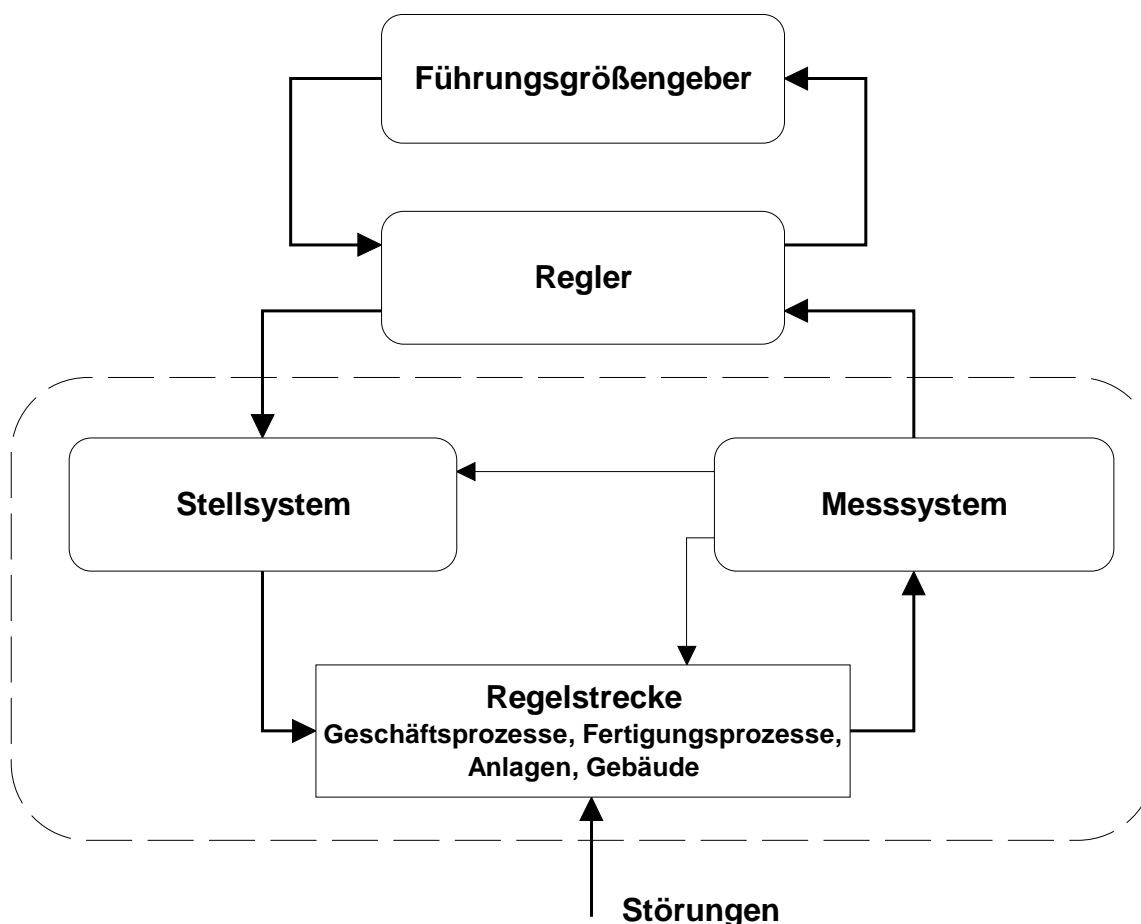 Führungsgrößengeber
Regler
Stellsystem
Messsystem
Regelstrecke
Geschäftsprozesse, Fertigungsprozesse,
Anlagen, Gebäude
Störungen